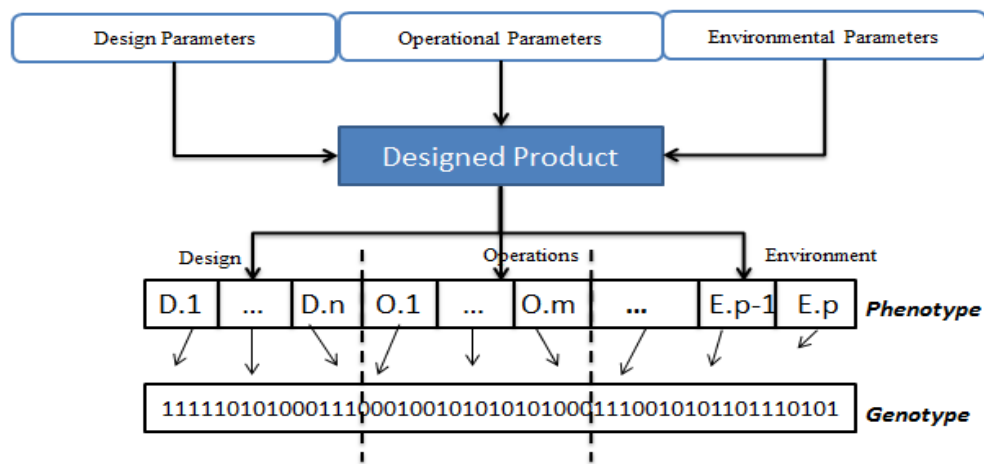 Design Parameters
Operational Parameters
Environmental Parameters
Designed Product
Design
Operations
Environment
D.1 ... D.n O.1 ... O.m ... E.p-1 E.p
Phenotype
1111101010001110001001010101010001110010101101110101
Genotype